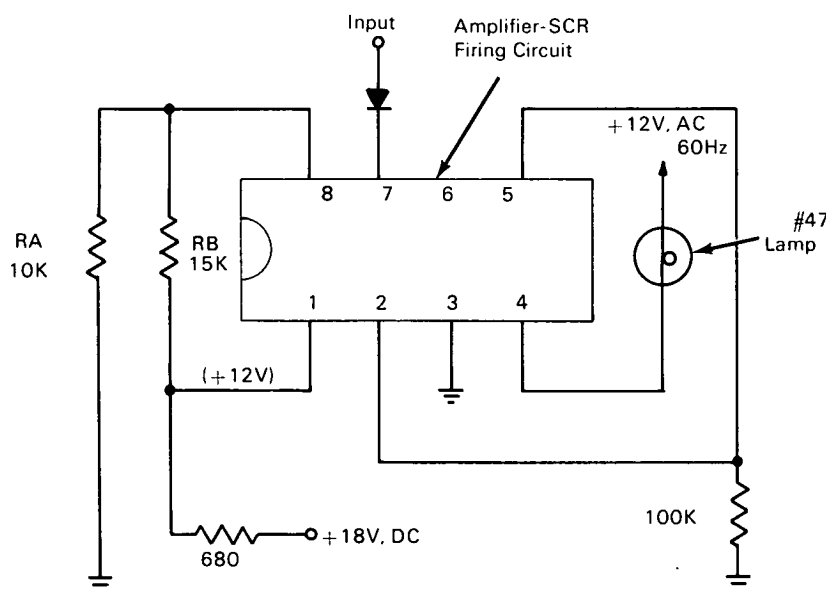 Input
Amplifier-SCR
Firing Circuit
+12V, AC
60Hz
8 7 6 5
#47
Lamp
RA
10K
RB
15K
1 2 3 4
(+12V)
100K
+18V, DC
680